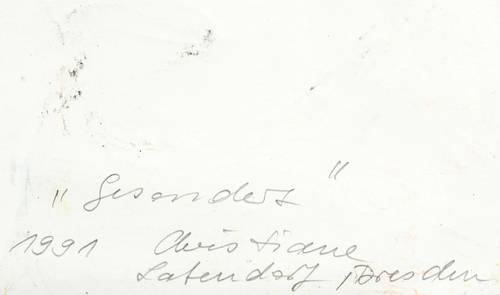 „Gesondert"
1991 Christiane
Latendorf, Dresden